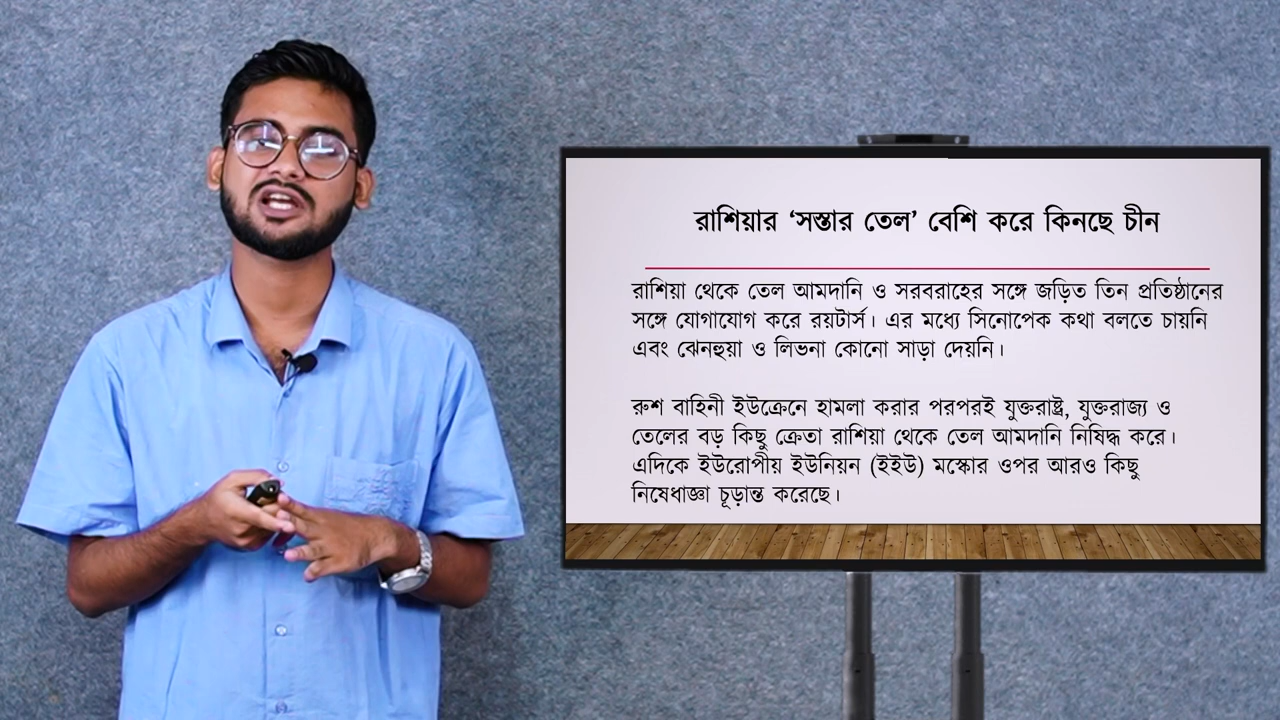 রাশিয়ার ‘সস্তার তেল’ বেশি করে কিনছে চীন
রাশিয়া থেকে তেল আমদানি ও সরবরাহের সঙ্গে জড়িত তিন প্রতিষ্ঠানের
সঙ্গে যোগাযোগ করে রয়টার্স। এর মধ্যে সিনোপেক কথা বলতে চায়নি
এবং ঝেনহুয়া ও লিভনা কোনো সাড়া দেয়নি।
রুশ বাহিনী ইউক্রেনে হামলা করার পরপরই যুক্তরাষ্ট্র, যুক্তরাজ্য ও
তেলের বড় কিছু ক্রেতা রাশিয়া থেকে তেল আমদানি নিষিদ্ধ করে।
এদিকে ইউরোপীয় ইউনিয়ন (ইইউ) মস্কোর ওপর আরও কিছু
নিষেধাজ্ঞা চূড়ান্ত করেছে।